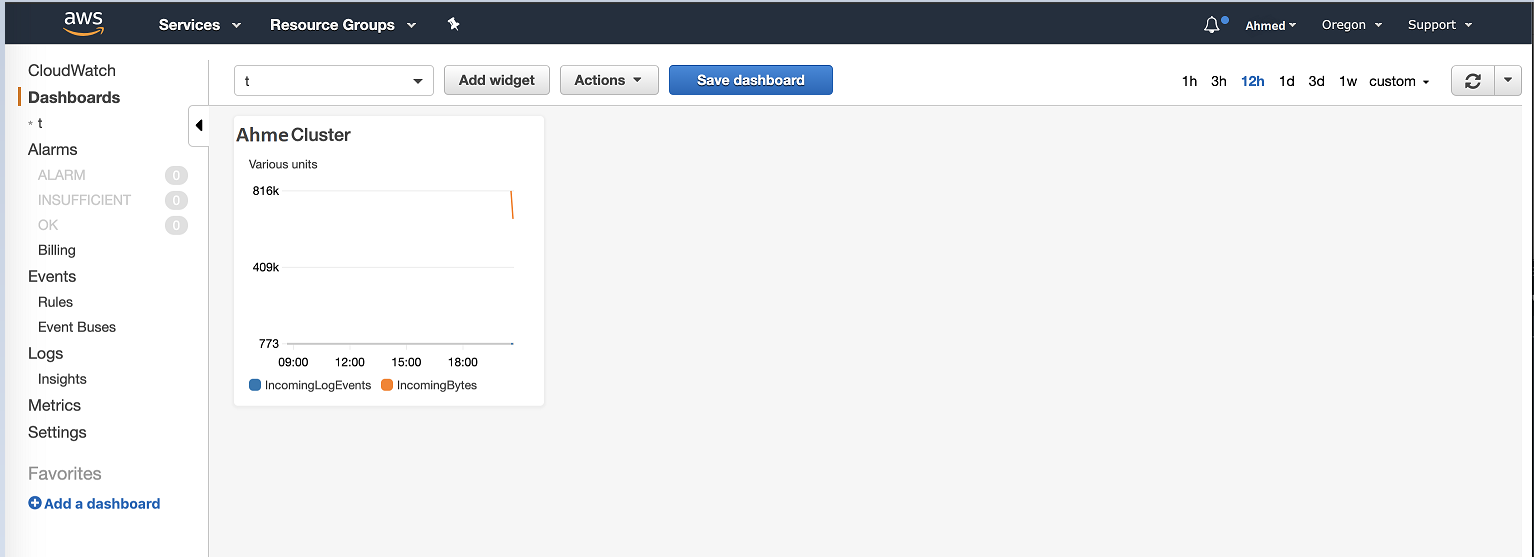 aws Services Resource Groups Ahmed Oregon Support
CloudWatch
Dashboards
* t
Alarms
ALARM 0
INSUFFICIENT 0
OK 0
Billing
Events
Rules
Event Buses
Logs
Insights
Metrics
Settings
Favorites
Add a dashboard
t Add widget Actions Save dashboard 1h 3h 12h 1d 3d 1w custom
Ahme Cluster
Various units
816k
409k
773
09:00 12:00 15:00 18:00
IncomingLogEvents IncomingBytes